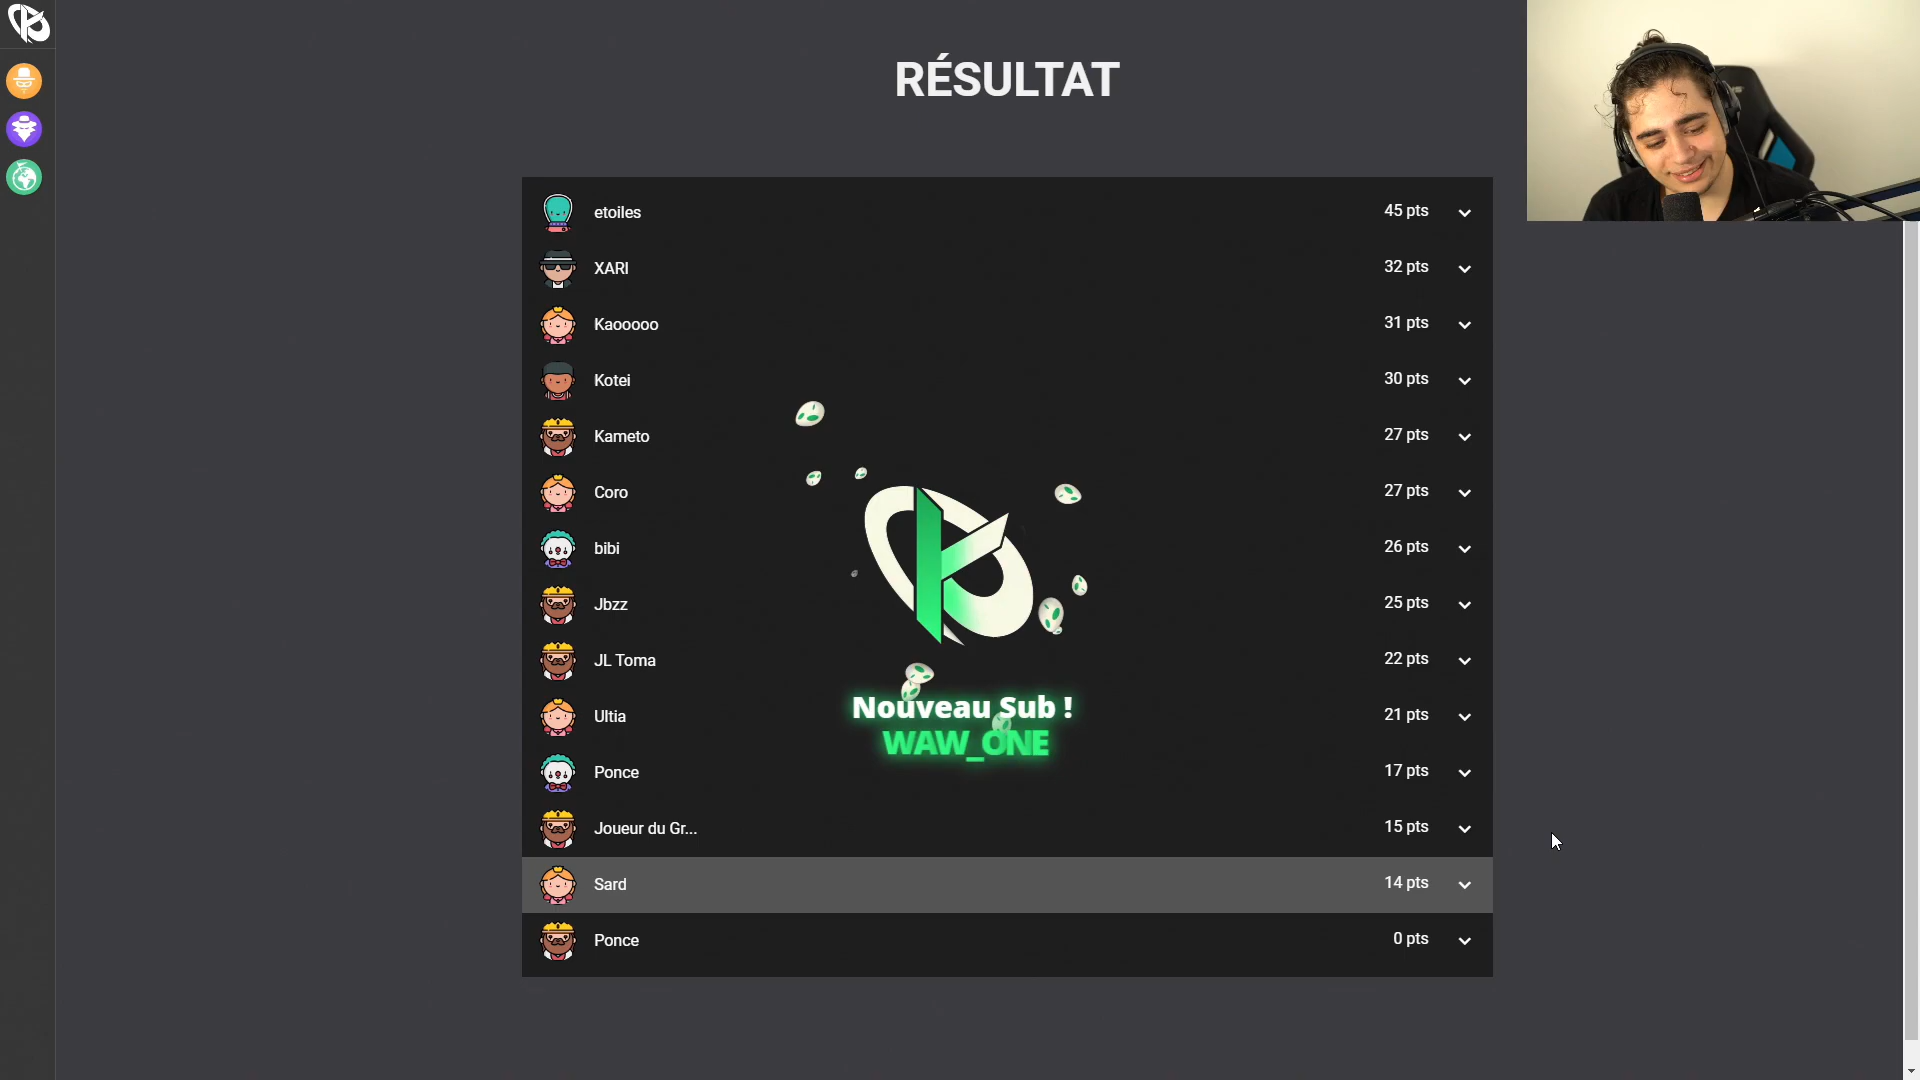 RÉSULTAT
etoiles 45 pts
XARI 32 pts
Kaooooo 31 pts
Kotei 30 pts
Kameto 27 pts
Coro 27 pts
bibi 26 pts
Jbzz 25 pts
JL Toma 22 pts
Ultia 21 pts
Nouveau Sub !
WAW_ONE
Ponce 17 pts
Joueur du Gr... 15 pts
Sard 14 pts
Ponce 0 pts